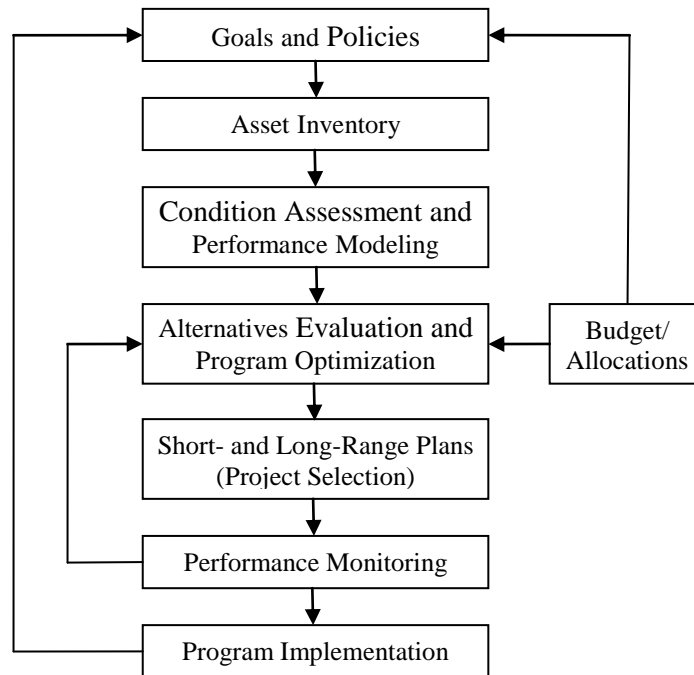 Goals and Policies
Asset Inventory
Condition Assessment and
Performance Modeling
Alternatives Evaluation and
Program Optimization
Budget/
Allocations
Short- and Long-Range Plans
(Project Selection)
Performance Monitoring
Program Implementation